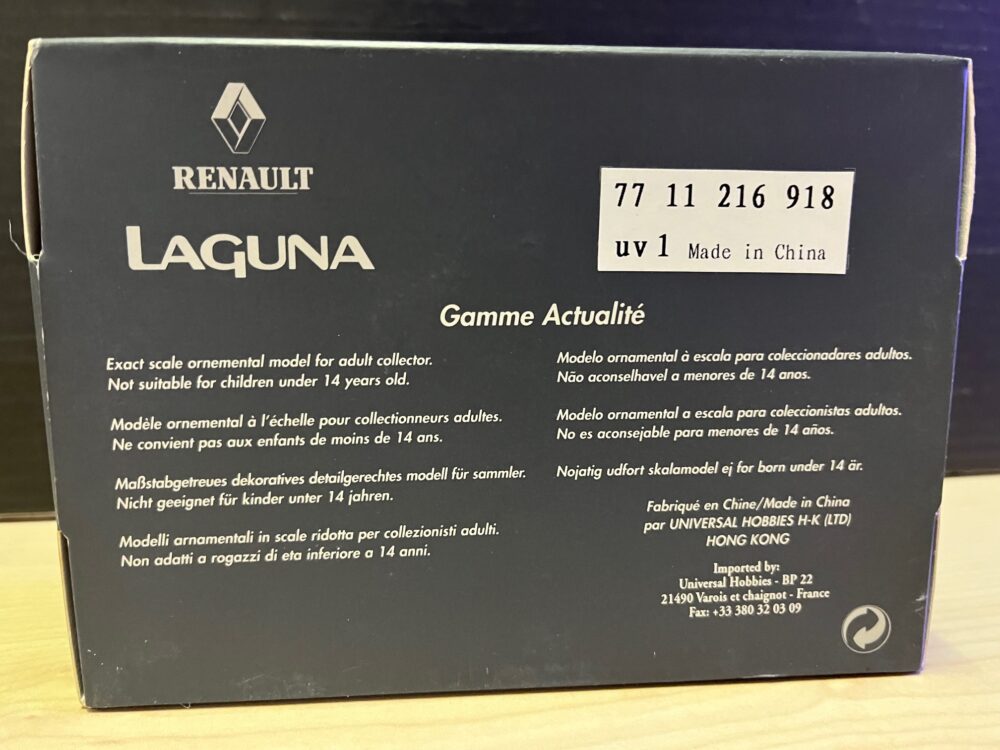 RENAULT
LAGUNA
77 11 216 918
uv 1 Made in China
Gamme Actualité
Exact scale ornemental model for adult collector.
Not suitable for children under 14 years old.
Modèle ornemental à l'échelle pour collectionneurs adultes.
Ne convient pas aux enfants de moins de 14 ans.
Maßstabgetreues dekoratives detailgerechtes modell für sammler.
Nicht geeignet für kinder unter 14 jahren.
Modelli arnamentali in scale ridotta per collezionisti adulti.
Non adatti a rogazzi di eta inferiore a 14 anni.
Modelo ornamental à escala para coleccionadares adultos.
Não aconselhavel a menores de 14 anos.
Modelo ornamental a escala para coleccionistas adultos.
No es aconsejable para menores de 14 años.
Nojatig udfort skalamodel ej for born under 14 är.
Fabriqué en Chine/Made in China
par UNIVERSAL HOBBIES H-K (LTD)
HONG KONG
Imported by:
Universal Hobbies - BP 22
21490 Varois et chaignot - France
Fax: +33 380 32 03 09